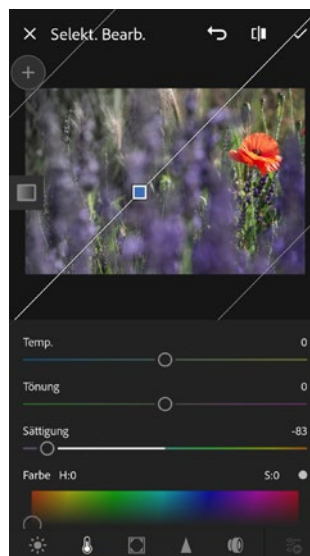 Selekt. Bearb.
Temp. 0
Tönung 0
Sättigung -83
Farbe H:0 S:0